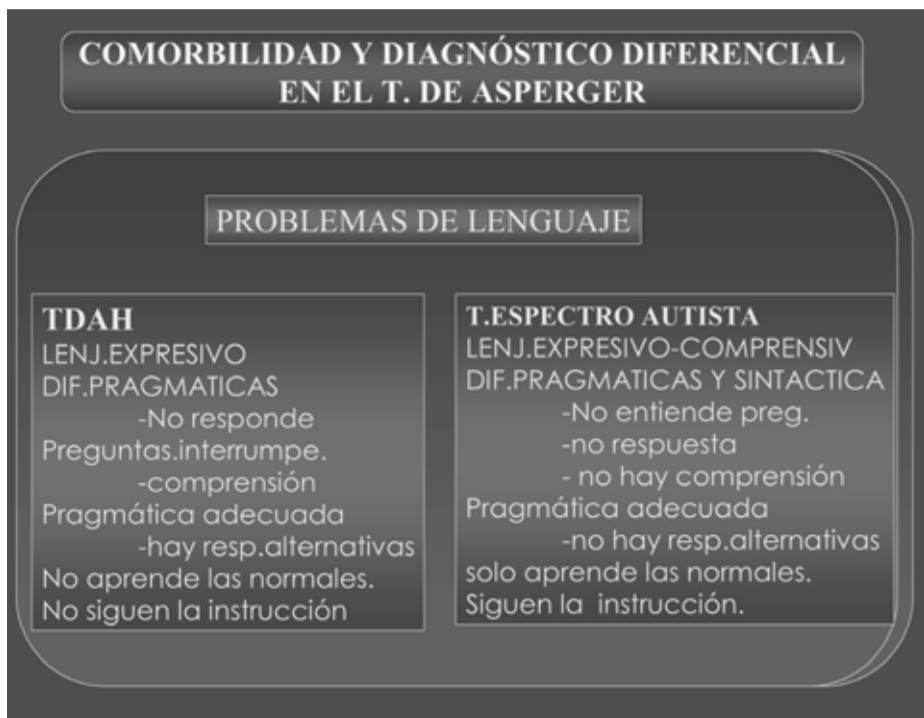 COMORBILIDAD Y DIAGNÓSTICO DIFERENCIAL
EN EL T. DE ASPERGER
PROBLEMAS DE LENGUAJE
TDAH
LENJ.EXPRESIVO
DIF.PRAGMATICAS
-No responde
Preguntas.interrumpe.
-comprensión
Pragmática adecuada
-hay resp.alternativas
No aprende las normales.
No siguen la instrucción
T.ESPECTRO AUTISTA
LENJ.EXPRESIVO-COMPRENSIV
DIF.PRAGMATICAS Y SINTACTICA
-No entiende preg.
-no respuesta
- no hay comprensión
Pragmática adecuada
-no hay resp.alternativas
solo aprende las normales.
Siguen la instrucción.